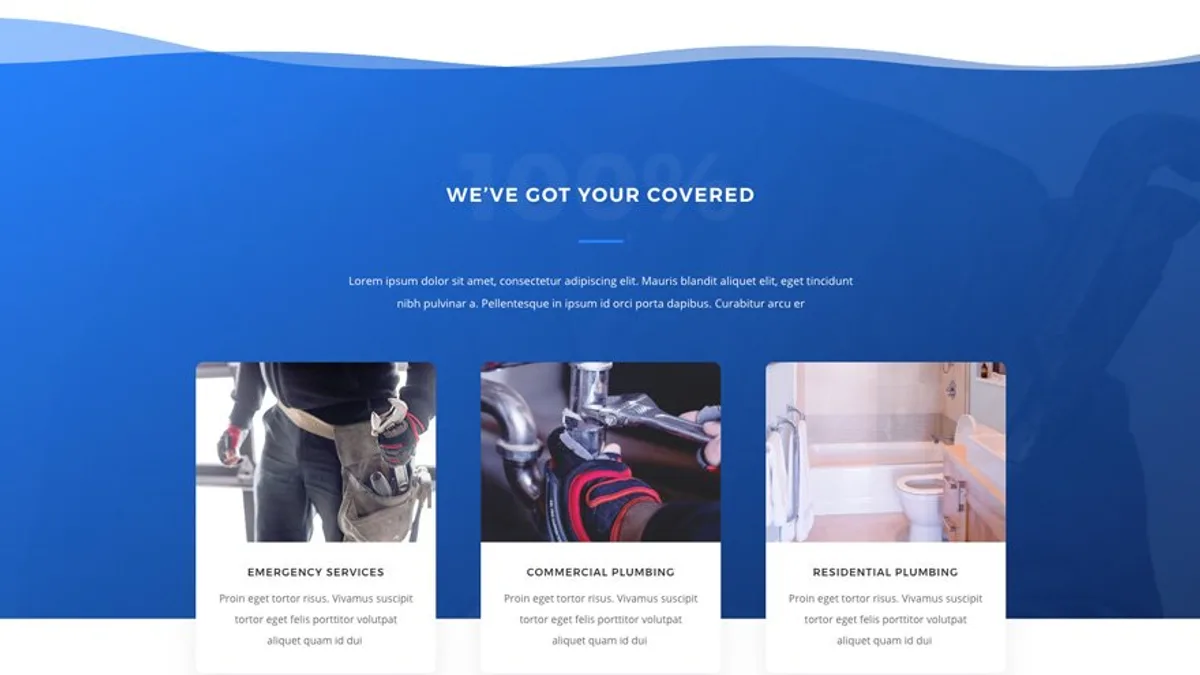 100%
WE’VE GOT YOUR COVERED
Lorem ipsum dolor sit amet, consectetur adipiscing elit. Mauris blandit aliquet elit, eget tincidunt
nibh pulvinar a. Pellentesque in ipsum id orci porta dapibus. Curabitur arcu er
EMERGENCY SERVICES
Proin eget tortor risus. Vivamus suscipit
tortor eget felis porttitor volutpat
aliquet quam id dui
COMMERCIAL PLUMBING
Proin eget tortor risus. Vivamus suscipit
tortor eget felis porttitor volutpat
aliquet quam id dui
RESIDENTIAL PLUMBING
Proin eget tortor risus. Vivamus suscipit
tortor eget felis porttitor volutpat
aliquet quam id dui